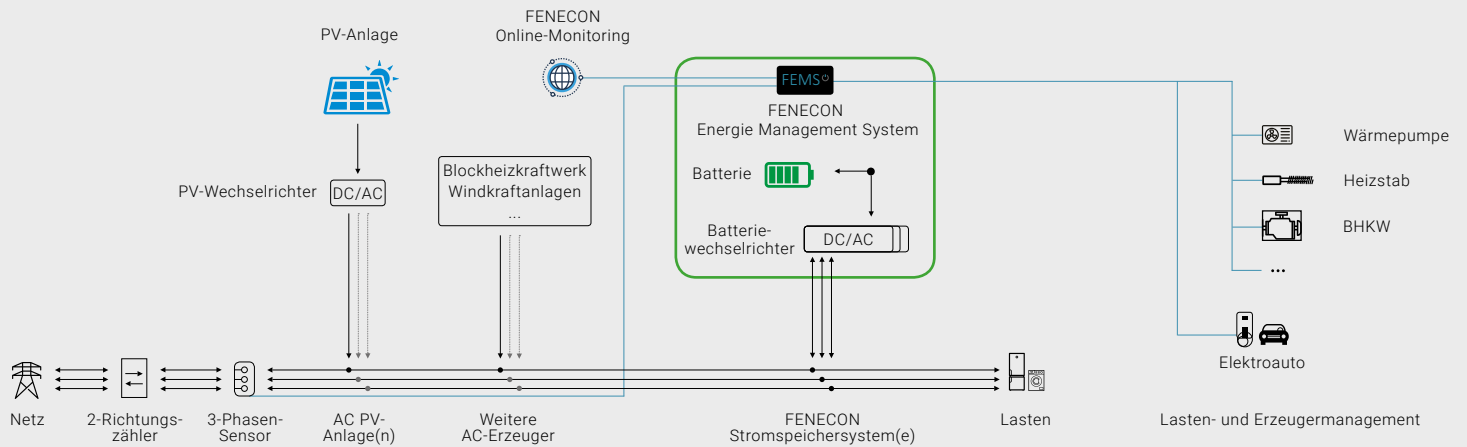 FENECON
Online-Monitoring
PV-Anlage
FEMS
FENECON
Energie Management System
Wärmepumpe
Blockheizkraftwerk
Windkraftanlagen
...
Batterie
PV-Wechselrichter
DC/AC
Heizstab
Batterie-
wechselrichter
DC/AC
BHKW
...
Elektroauto
Netz
2-Richtungs-
zähler
3-Phasen-
Sensor
AC PV-
Anlage(n)
Weitere
AC-Erzeuger
FENECON
Stromspeichersystem(e)
Lasten
Lasten- und Erzeugermanagement